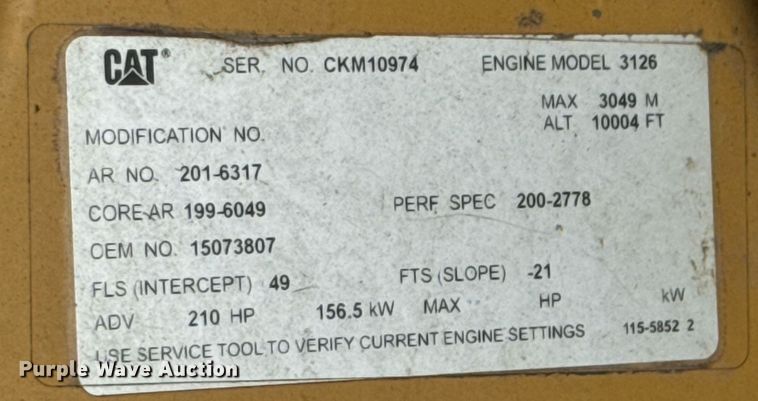 CAT® SER. NO. CKM10974 ENGINE MODEL 3126
MAX 3049 M
ALT. 10004 FT
MODIFICATION NO.
AR NO. 201-6317
CORE AR 199-6049 PERF SPEC 200-2778
OEM NO. 15073807
FLS (INTERCEPT) 49 FTS (SLOPE) -21
ADV 210 HP 156.5 kW MAX HP kW
USE SERVICE TOOL TO VERIFY CURRENT ENGINE SETTINGS 115-5852 2
Purple Wave Auction